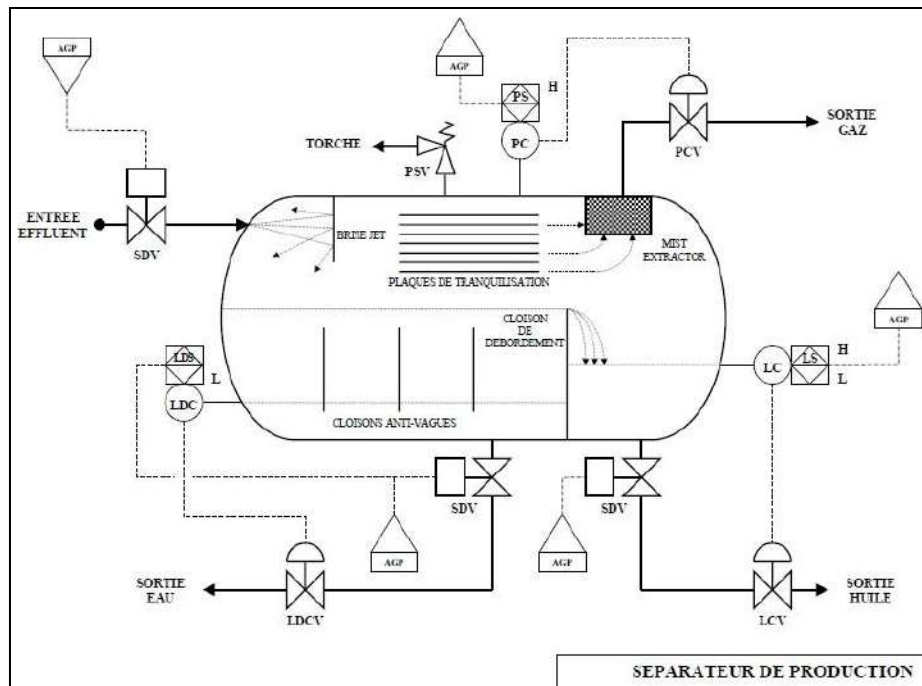 AGP
AGP
PS
H
PC
TORCHE
PSV
PCV
SORTIE
GAZ
ENTREE
EFFLUENT
SDV
BRISE JET
MIST
EXTRACTOR
PLAQUES DE TRANQUILISATION
CLOISON
DE
DEBORDEMENT
AGP
LDS
L
LDC
LC
LS
H
L
CLOISONS ANTI-VAGUES
SDV
SDV
AGP
AGP
SORTIE
EAU
LDCV
LCV
SORTIE
HUILE
SEPARATEUR DE PRODUCTION